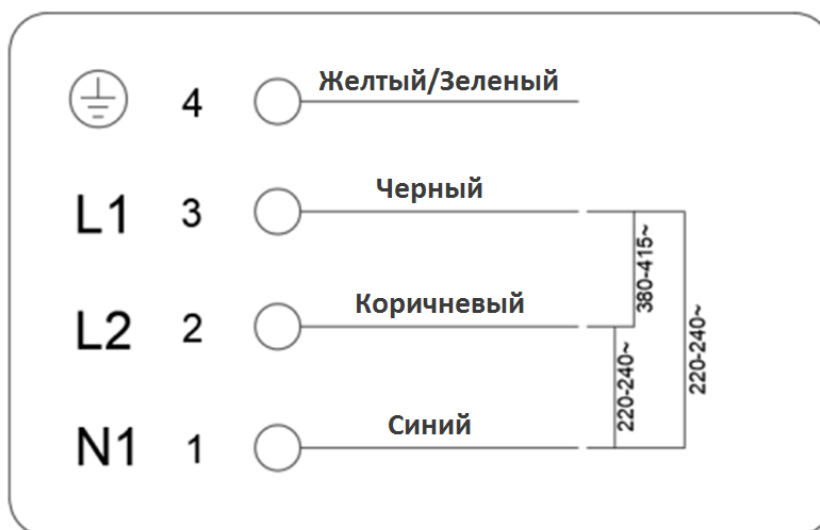 4 Желтый/Зеленый
L1 3 Черный
380-415~
L2 2 Коричневый
220-240~
220-240~
N1 1 Синий